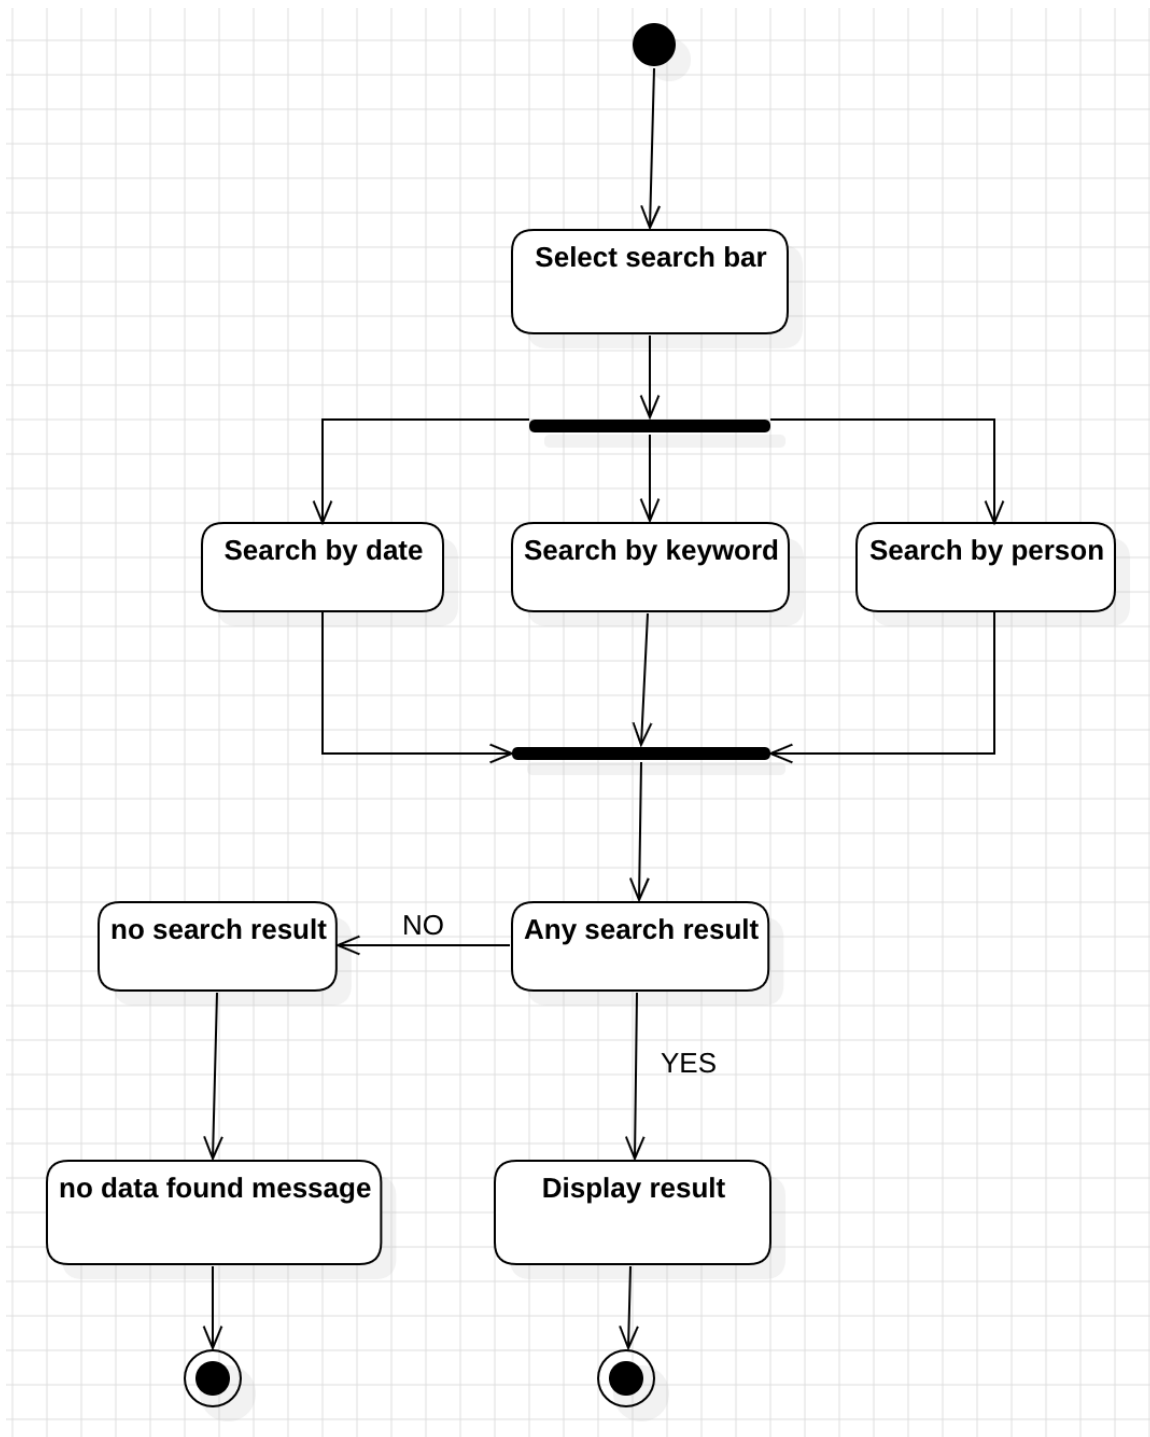 Select search bar
Search by date
Search by keyword
Search by person
no search result
NO
Any search result
YES
no data found message
Display result